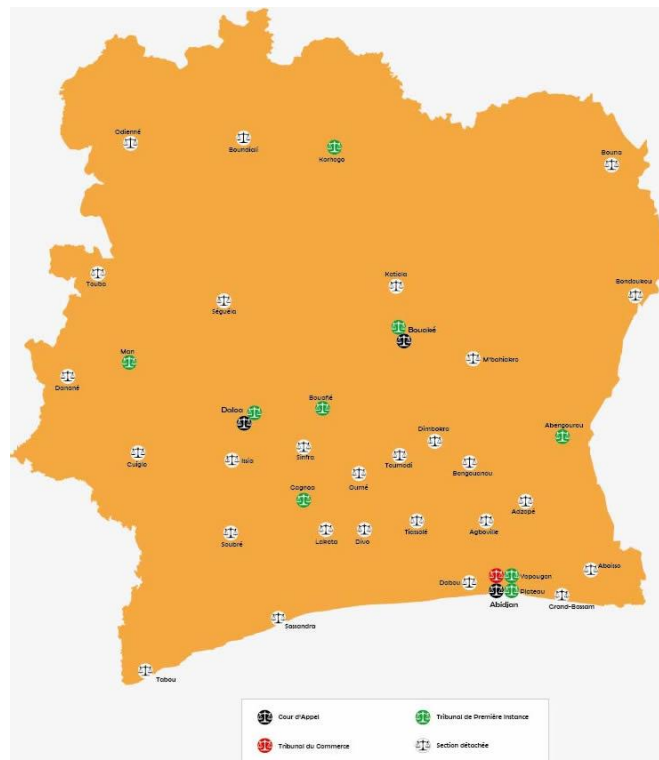 Odienné
Boundiali
Korhogo
Bouna
Touba
Katiola
Séguéla
Bondoukou
Bouaké
Man
M'bahiakro
Danané
Bouaflé
Daloa
Abengourou
Dimbokro
Sinfra
Guiglo
Issia
Toumodi
Bongouanou
Oumé
Gagnoa
Adzopé
Soubré
Lakota
Divo
Tiassalé
Agboville
Aboisso
Yopougon
Dabou
Plateau
Abidjan
Grand-Bassam
Sassandra
Tabou
Cour d'Appel
Tribunal de Première Instance
Tribunal du Commerce
Section détachée